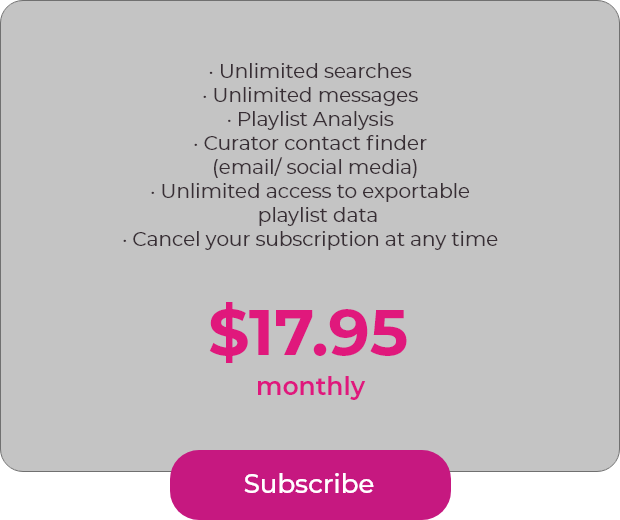 · Unlimited searches
· Unlimited messages
· Playlist Analysis
· Curator contact finder
(email/ social media)
· Unlimited access to exportable
playlist data
· Cancel your subscription at any time
$17.95
monthly
Subscribe